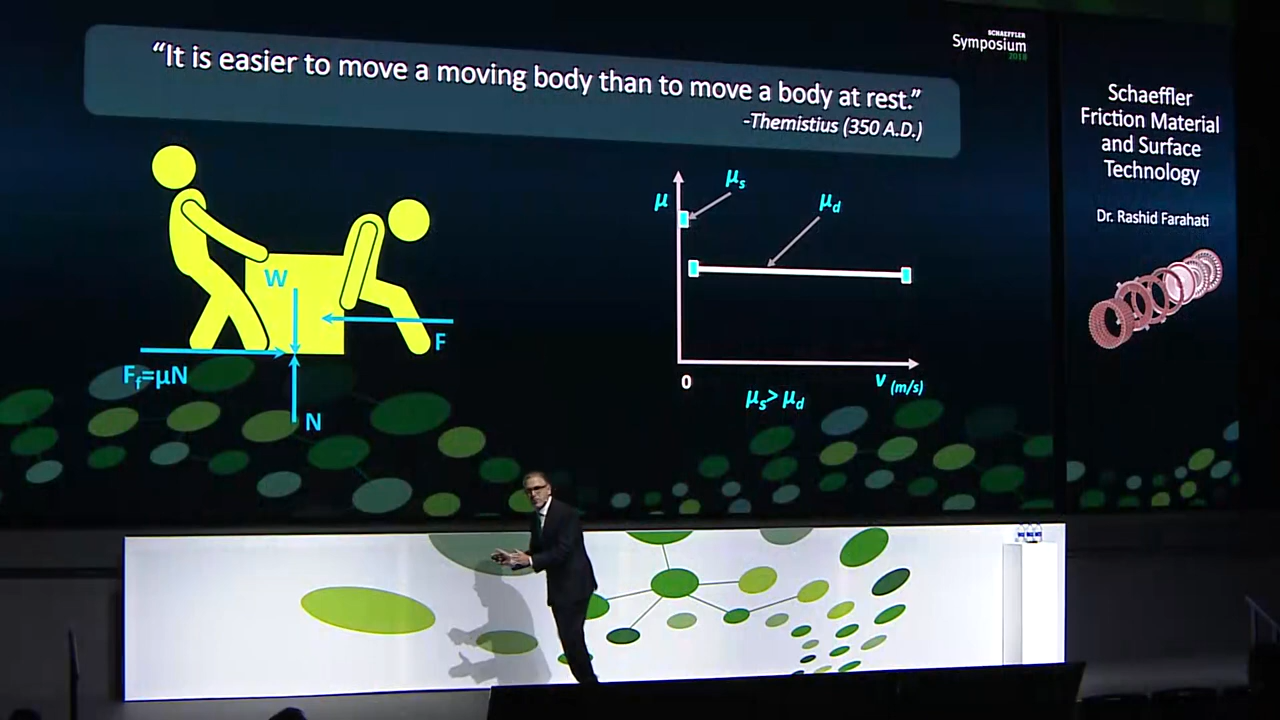 “It is easier to move a moving body than to move a body at rest.”
-Themistius (350 A.D.)
SCHAEFFLER
Symposium
2018
Schaeffler
Friction Material
and Surface
Technology
Dr. Rashid Farahati
W
F
Ff=μN
N
μ
μs
μd
0
v (m/s)
μs> μd